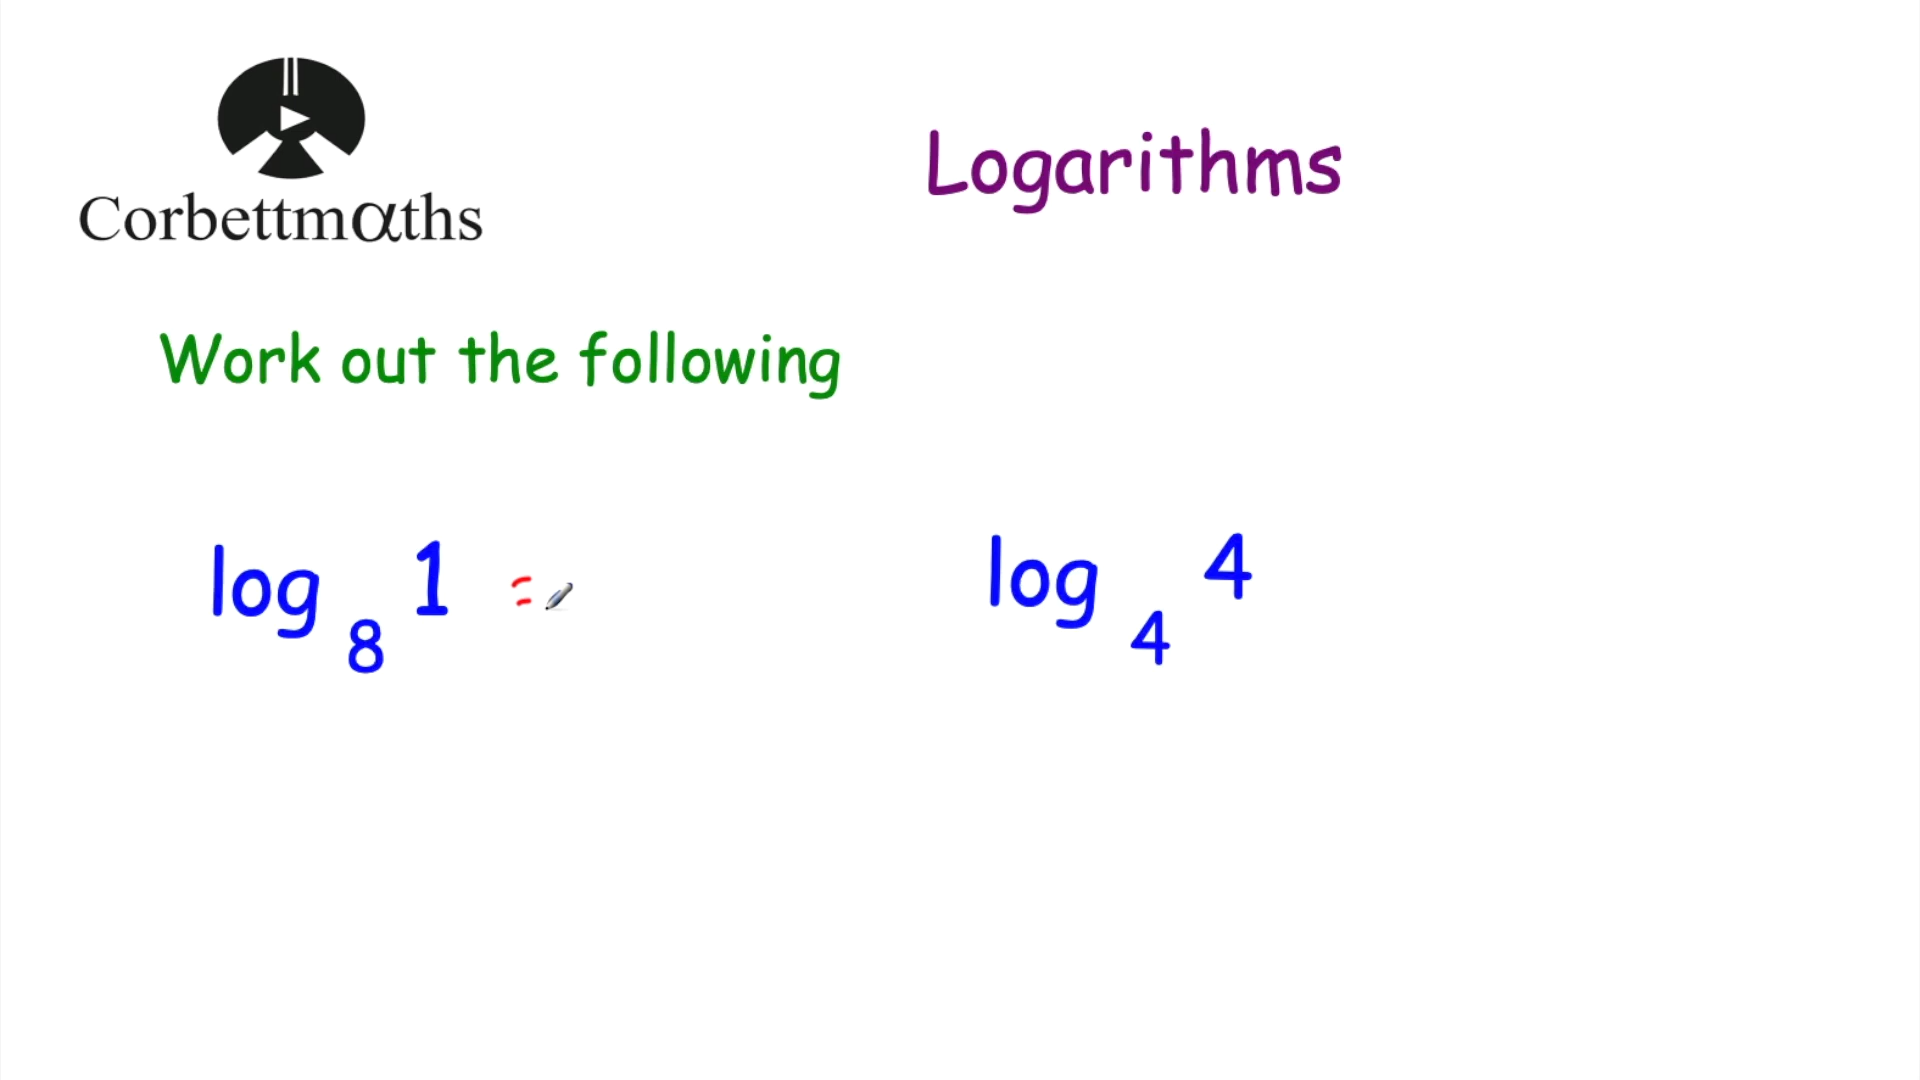 Corbettmαths
Logarithms
Work out the following
log 8 1 =
log 4 4